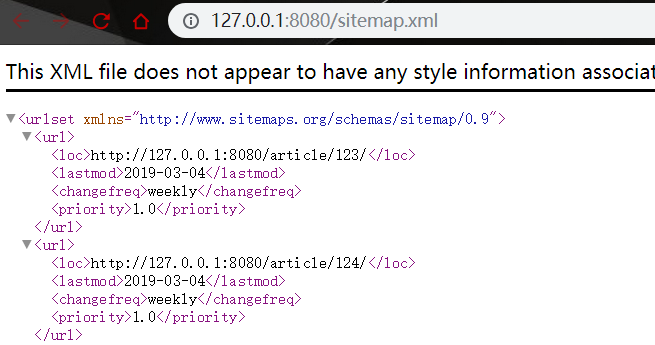 127.0.0.1:8080/sitemap.xml
This XML file does not appear to have any style information associat
▼<urlset xmlns="http://www.sitemaps.org/schemas/sitemap/0.9">
▼<url>
<loc>http://127.0.0.1:8080/article/123/</loc>
<lastmod>2019-03-04</lastmod>
<changefreq>weekly</changefreq>
<priority>1.0</priority>
</url>
▼<url>
<loc>http://127.0.0.1:8080/article/124/</loc>
<lastmod>2019-03-04</lastmod>
<changefreq>weekly</changefreq>
<priority>1.0</priority>
</url>